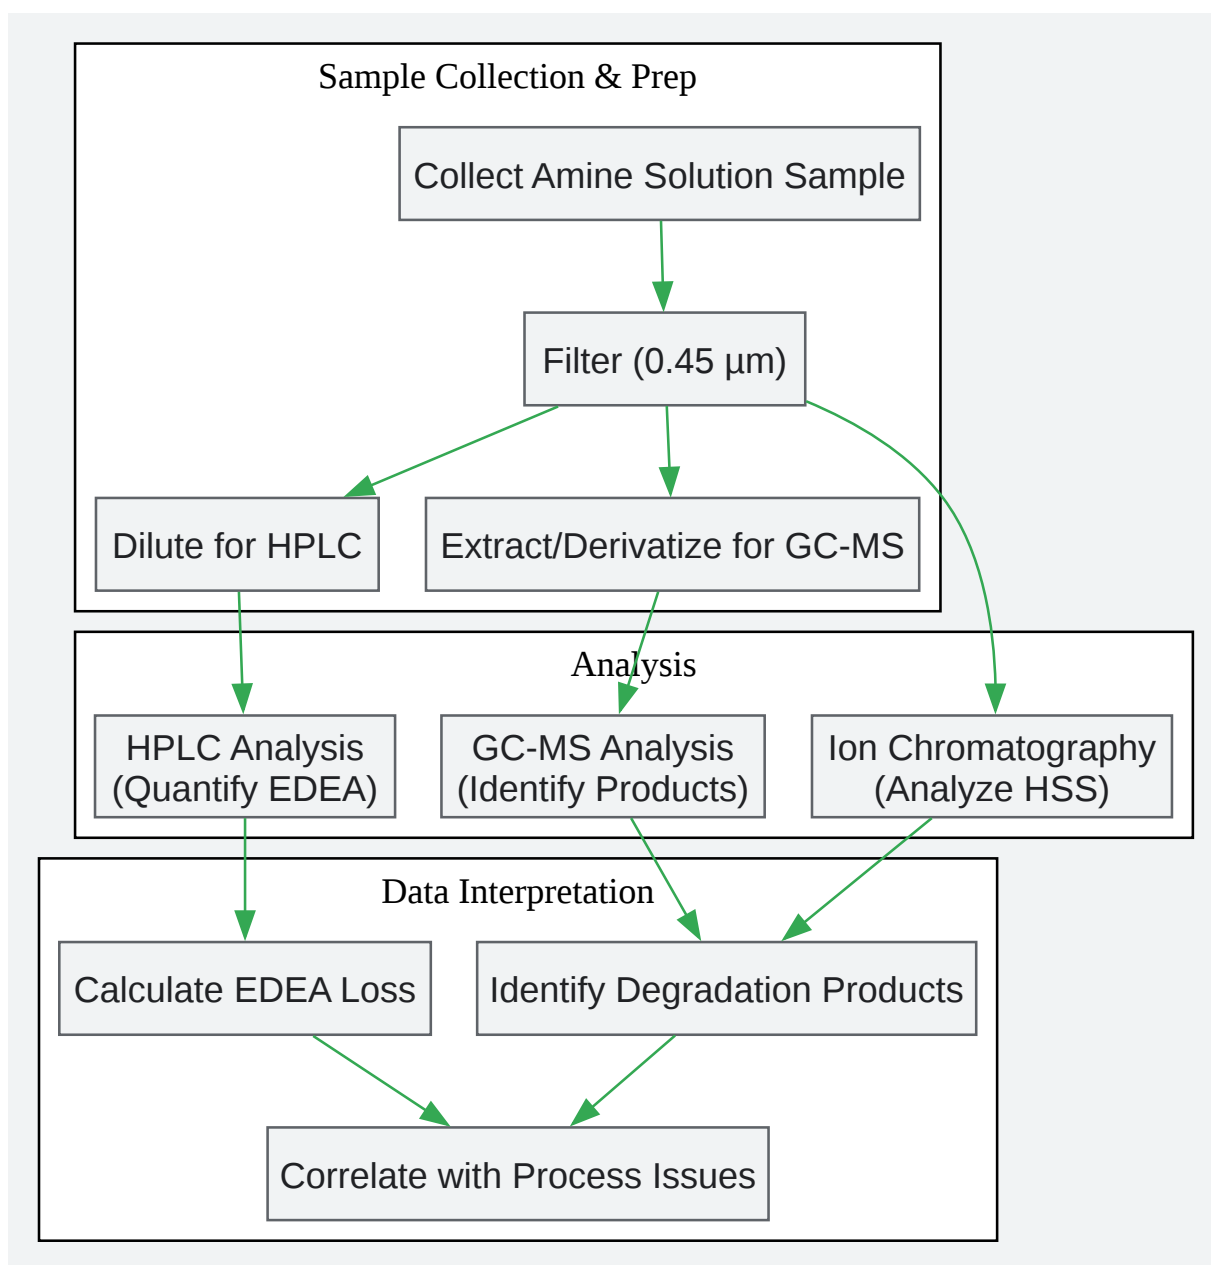 Sample Collection & Prep
Collect Amine Solution Sample
Filter (0.45 µm)
Dilute for HPLC
Extract/Derivatize for GC-MS
Analysis
HPLC Analysis
(Quantify EDEA)
GC-MS Analysis
(Identify Products)
Ion Chromatography
(Analyze HSS)
Data Interpretation
Calculate EDEA Loss
Identify Degradation Products
Correlate with Process Issues